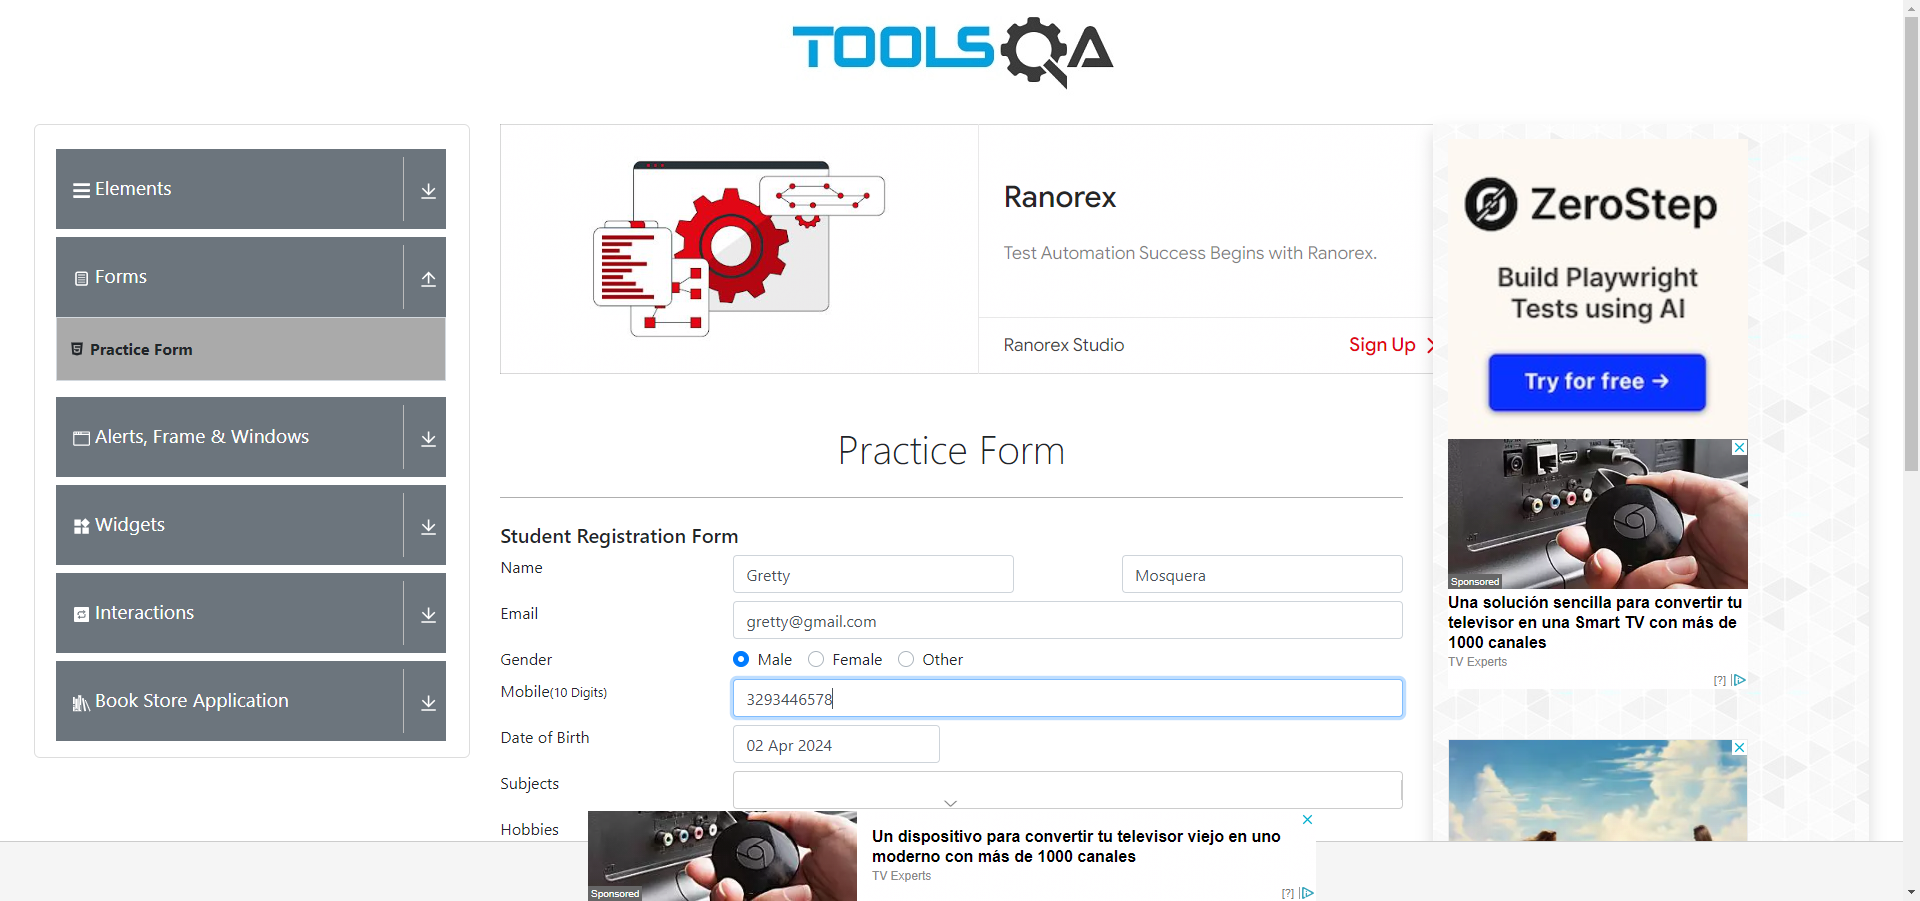 TOOLSQA
Elements
Forms
Practice Form
Alerts, Frame & Windows
Widgets
Interactions
Book Store Application
Ranorex
Test Automation Success Begins with Ranorex.
Ranorex Studio
Sign Up
Practice Form
Student Registration Form
Name
Gretty
Mosquera
Email
gretty@gmail.com
Gender
Male
Female
Other
Mobile(10 Digits)
3293446578
Date of Birth
02 Apr 2024
Subjects
Hobbies
ZeroStep
Build Playwright
Tests using AI
Try for free →
Sponsored
Una solución sencilla para convertir tu
televisor en una Smart TV con más de
1000 canales
TV Experts
[?]
Sponsored
Un dispositivo para convertir tu televisor viejo en uno
moderno con más de 1000 canales
TV Experts
[?]